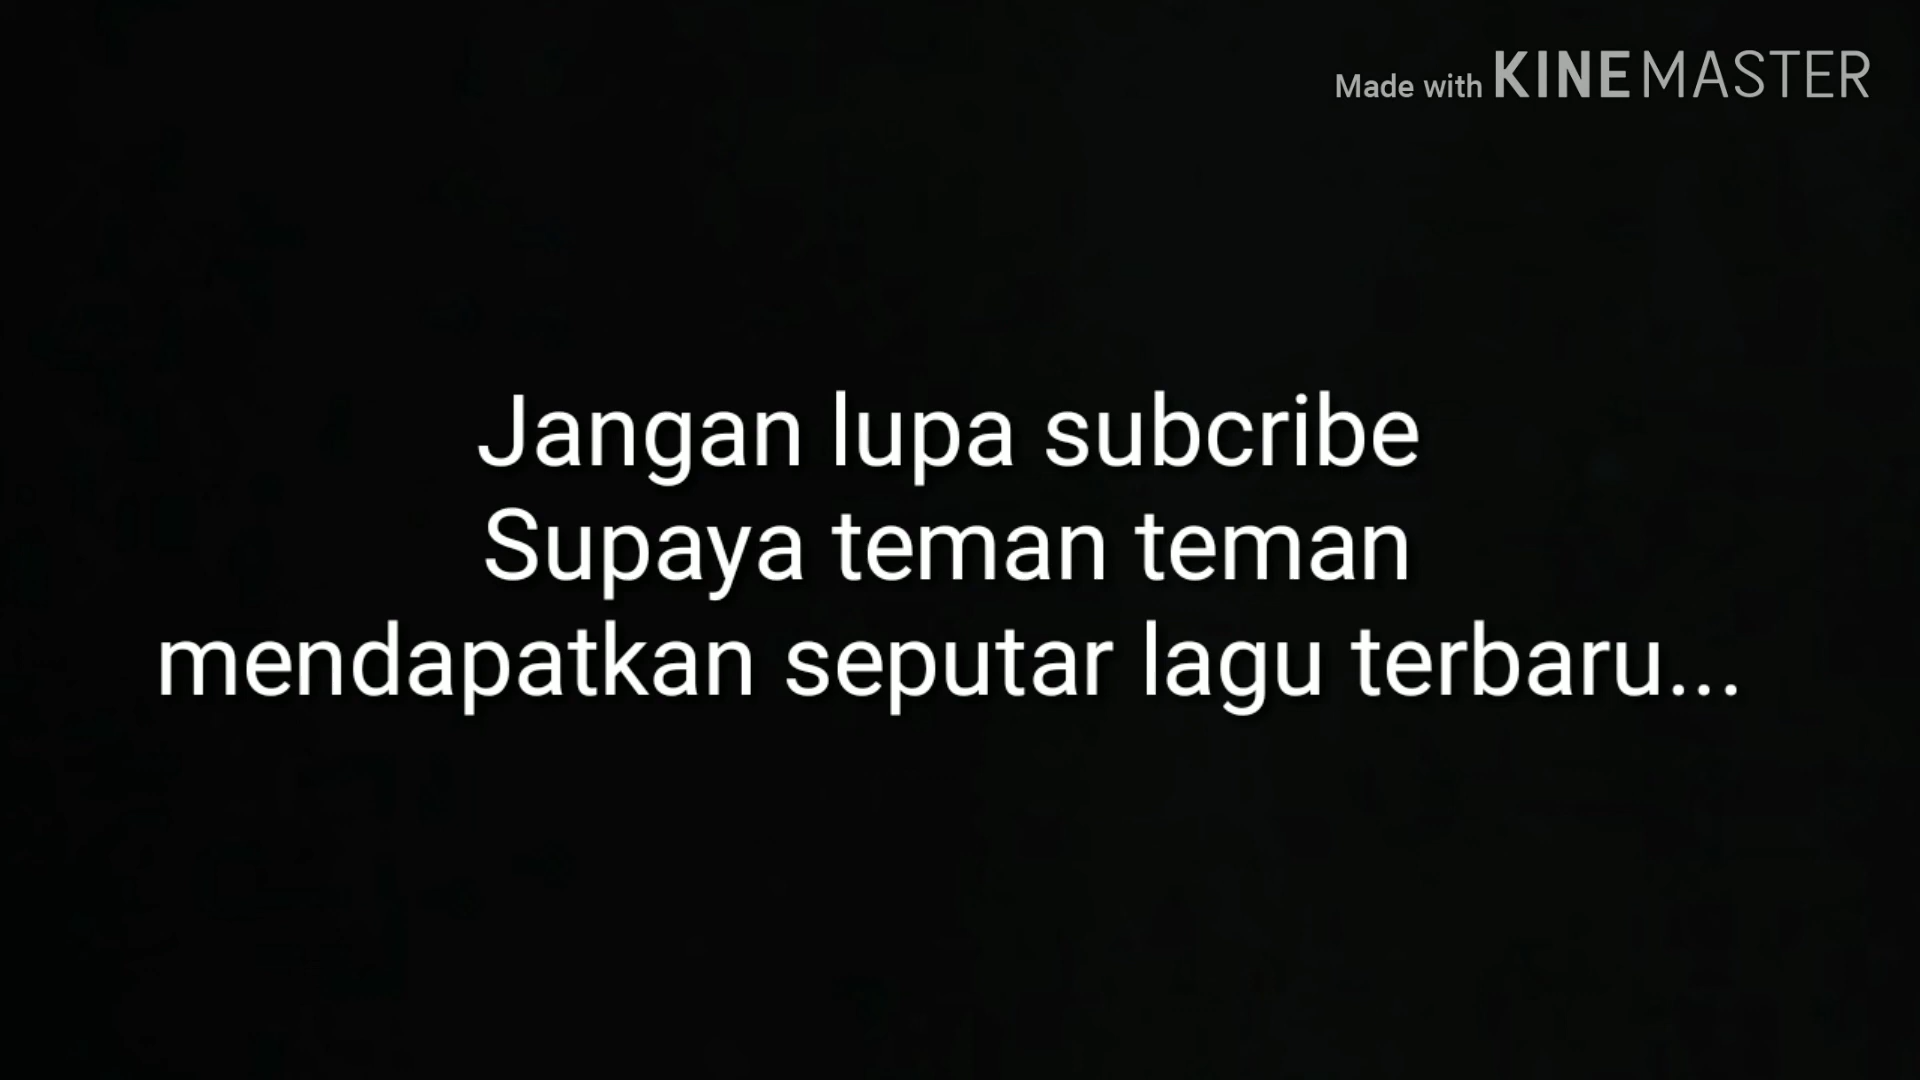 Made with KINEMASTER
Jangan lupa subcribe
Supaya teman teman
mendapatkan seputar lagu terbaru...